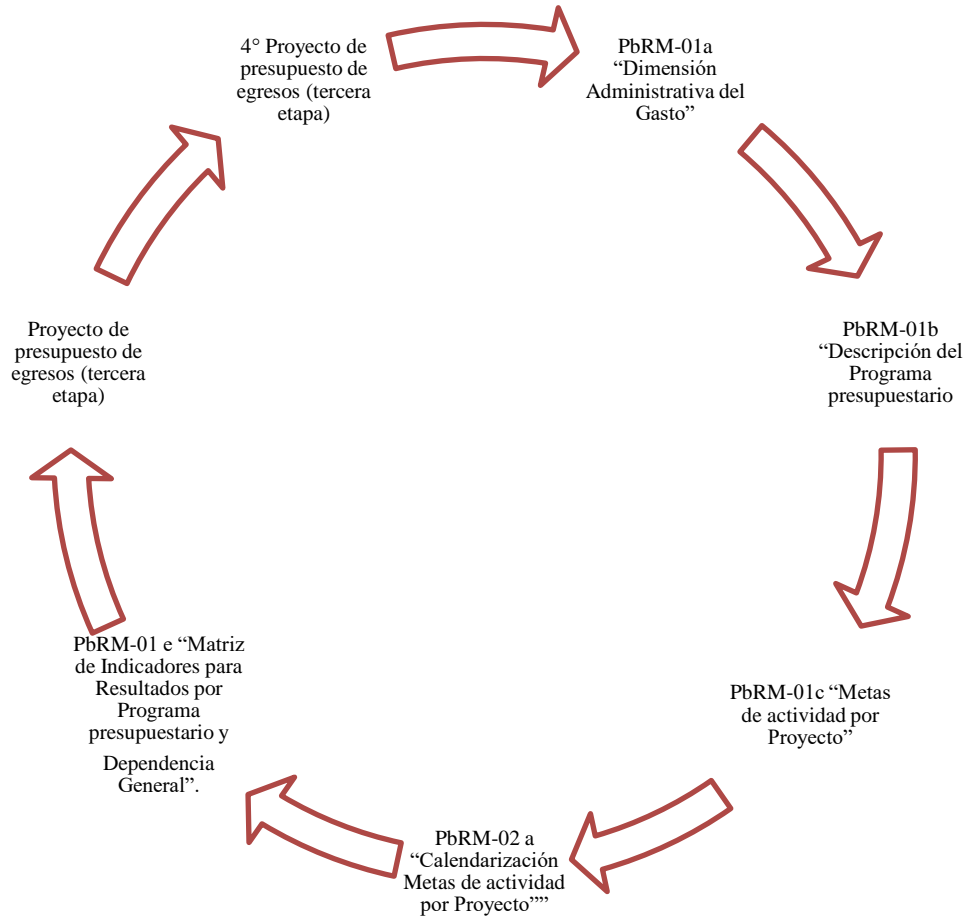 4° Proyecto de
presupuesto de
egresos (tercera
etapa)
PbRM-01a
“Dimensión
Administrativa del
Gasto”
PbRM-01b
“Descripción del
Programa
presupuestario
PbRM-01c “Metas
de actividad por
Proyecto”
PbRM-02 a
“Calendarización
Metas de actividad
por Proyecto””
PbRM-01 e “Matriz
de Indicadores para
Resultados por
Programa
presupuestario y
Dependencia
General”.
Proyecto de
presupuesto de
egresos (tercera
etapa)